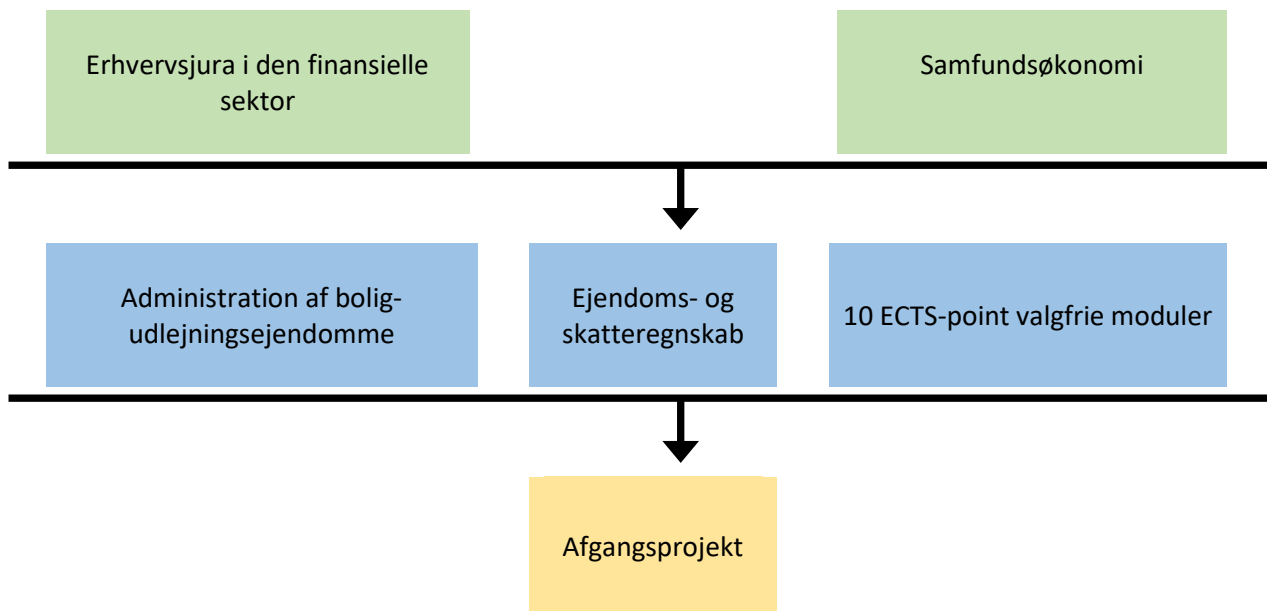 Erhvervsjura i den finansielle
sektor
Samfundsøkonomi
Administration af bolig-
udlejningsejendomme
Ejendoms- og
skatteregnskab
10 ECTS-point valgfrie moduler
Afgangsprojekt